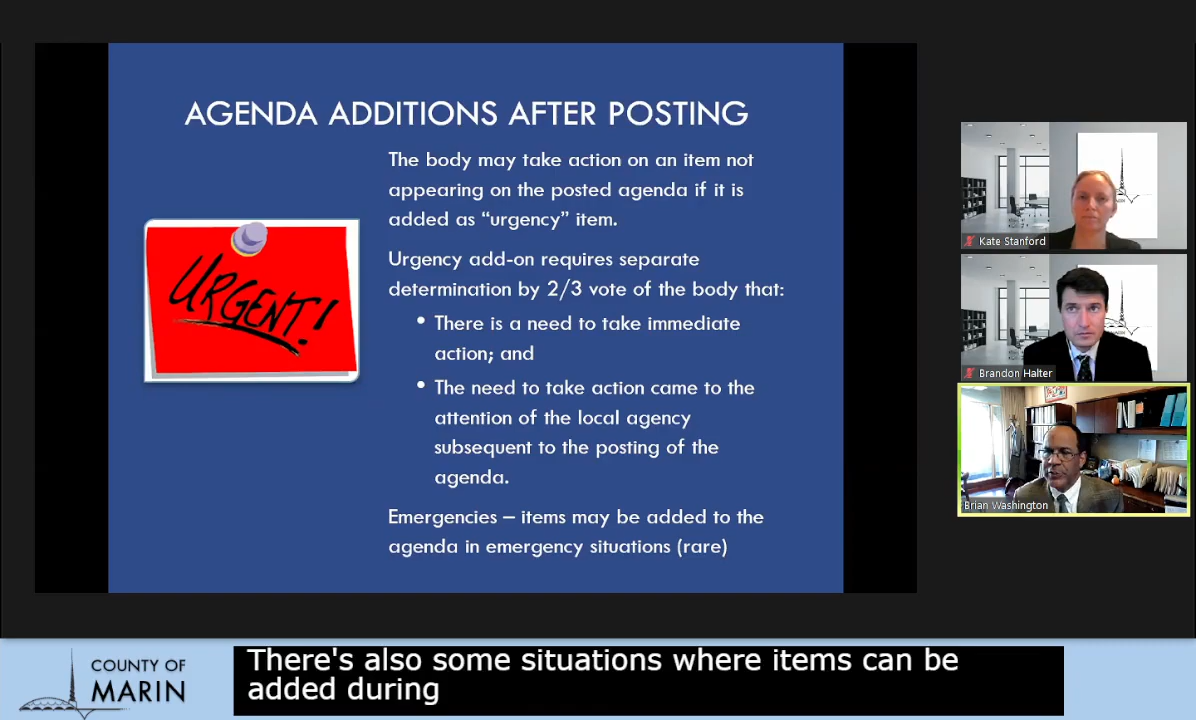 AGENDA ADDITIONS AFTER POSTING
The body may take action on an item not
appearing on the posted agenda if it is
added as “urgency” item.
URGENT!
Urgency add-on requires separate
determination by 2/3 vote of the body that:
• There is a need to take immediate
action; and
• The need to take action came to the
attention of the local agency
subsequent to the posting of the
agenda.
Emergencies – items may be added to the
agenda in emergency situations (rare)
Kate Stanford
Brandon Halter
Brian Washington
COUNTY OF
MARIN
There's also some situations where items can be
added during